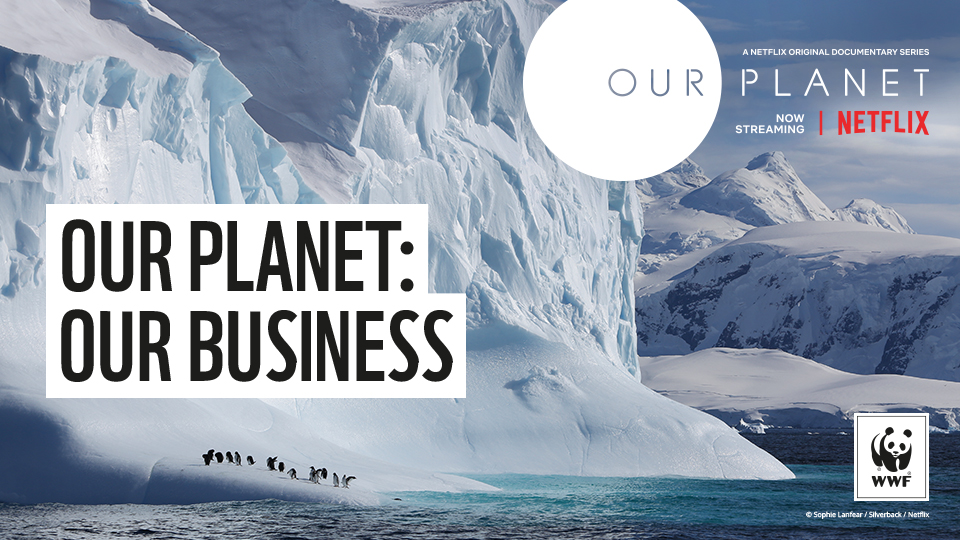 A NETFLIX ORIGINAL DOCUMENTARY SERIES
OUR PLANET
NOW
STREAMING | NETFLIX
OUR PLANET:
OUR BUSINESS
WWF
© Sophie Lanfear / Silverback / Netflix